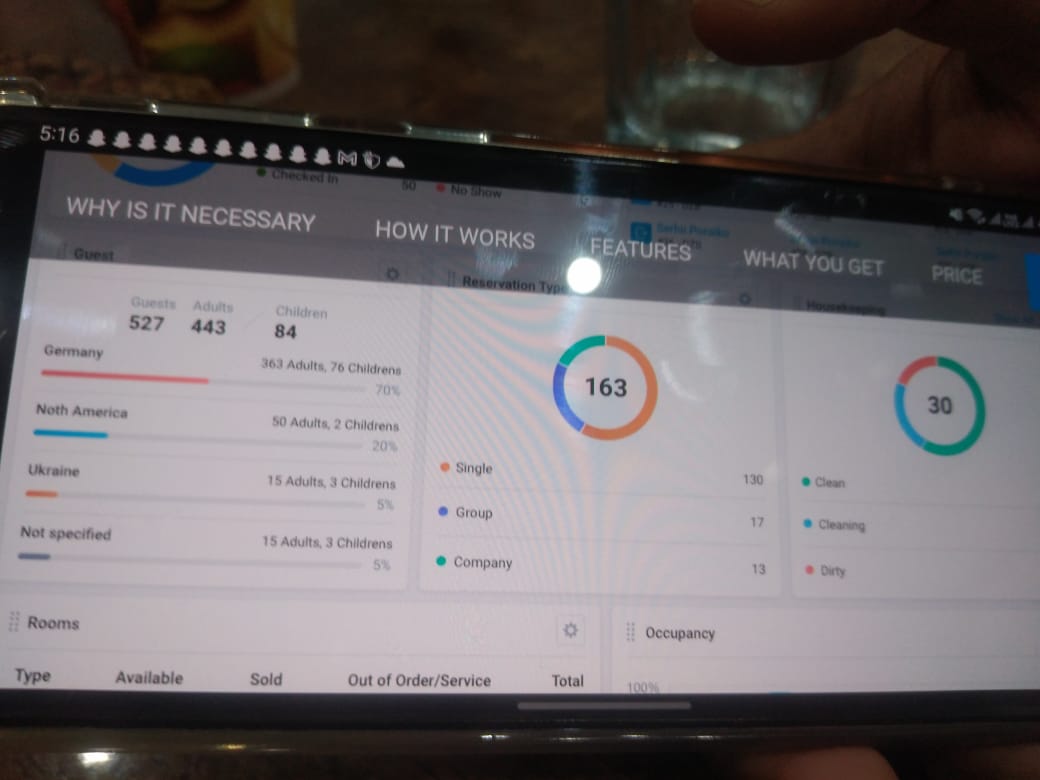 5:16
Checked In 50 No Show
WHY IS IT NECESSARY HOW IT WORKS FEATURES WHAT YOU GET PRICE
Guest
Reservation Type
Housekeeping
Guests Adults Children
527 443 84
Germany 363 Adults, 76 Childrens
70%
Noth America 50 Adults, 2 Childrens
20%
Ukraine 15 Adults, 3 Childrens
5%
Not specified 15 Adults, 3 Childrens
5%
163
Single 130
Group 17
Company 13
30
Clean
Cleaning
Dirty
Rooms
Type Available Sold Out of Order/Service Total
Occupancy
100%